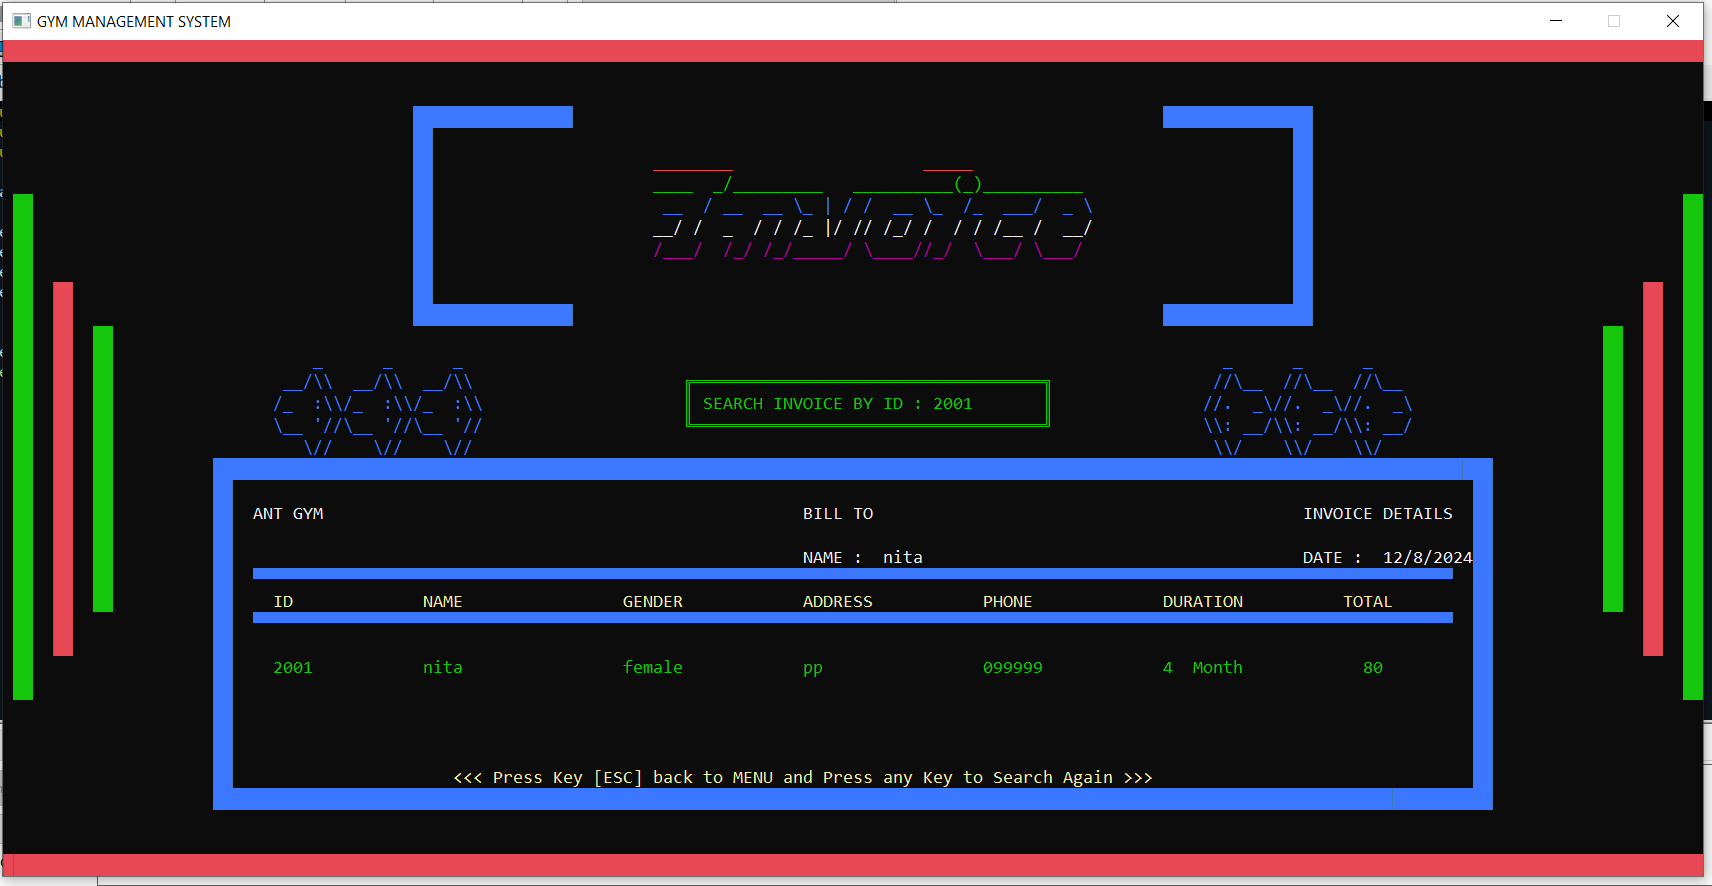 GYM MANAGEMENT SYSTEM
Invoice
SEARCH INVOICE BY ID : 2001
ANT GYM BILL TO INVOICE DETAILS
NAME : nita DATE : 12/8/2024
ID NAME GENDER ADDRESS PHONE DURATION TOTAL
2001 nita female pp 099999 4 Month 80
<<< Press Key [ESC] back to MENU and Press any Key to Search Again >>>